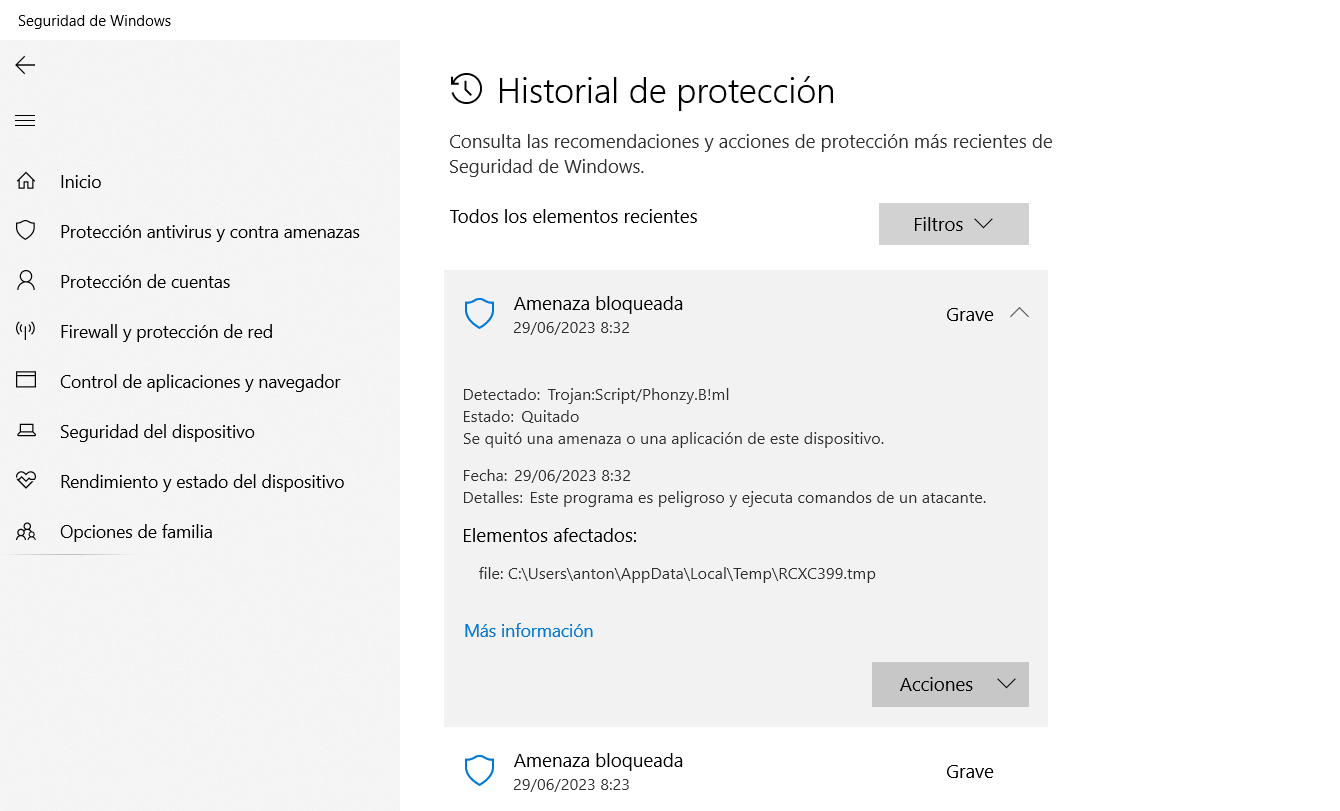 Seguridad de Windows
Inicio
Protección antivirus y contra amenazas
Protección de cuentas
Firewall y protección de red
Control de aplicaciones y navegador
Seguridad del dispositivo
Rendimiento y estado del dispositivo
Opciones de familia
Historial de protección
Consulta las recomendaciones y acciones de protección más recientes de
Seguridad de Windows.
Todos los elementos recientes
Filtros
Amenaza bloqueada
29/06/2023 8:32
Grave
Detectado: Trojan:Script/Phonzy.B!ml
Estado: Quitado
Se quitó una amenaza o una aplicación de este dispositivo.
Fecha: 29/06/2023 8:32
Detalles: Este programa es peligroso y ejecuta comandos de un atacante.
Elementos afectados:
file: C:\Users\anton\AppData\Local\Temp\RCXC399.tmp
Más información
Acciones
Amenaza bloqueada
29/06/2023 8:23
Grave